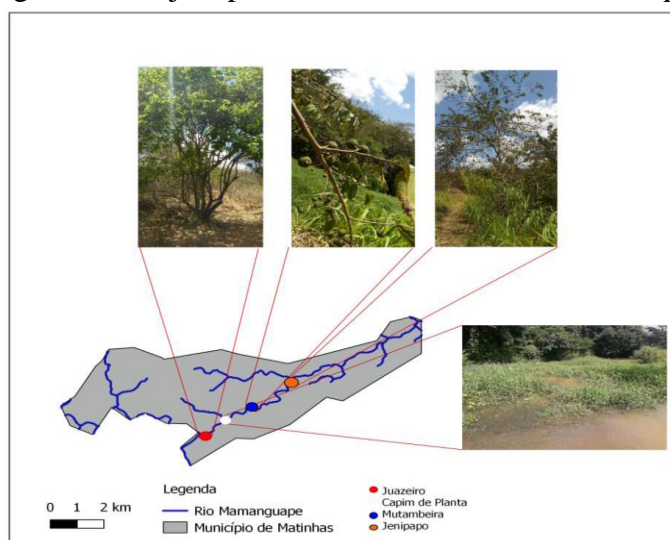 0 1 2 km
Legenda
Rio Mamanguape
Município de Matinhas
Juazeiro
Capim de Planta
Mutambeira
Jenipapo